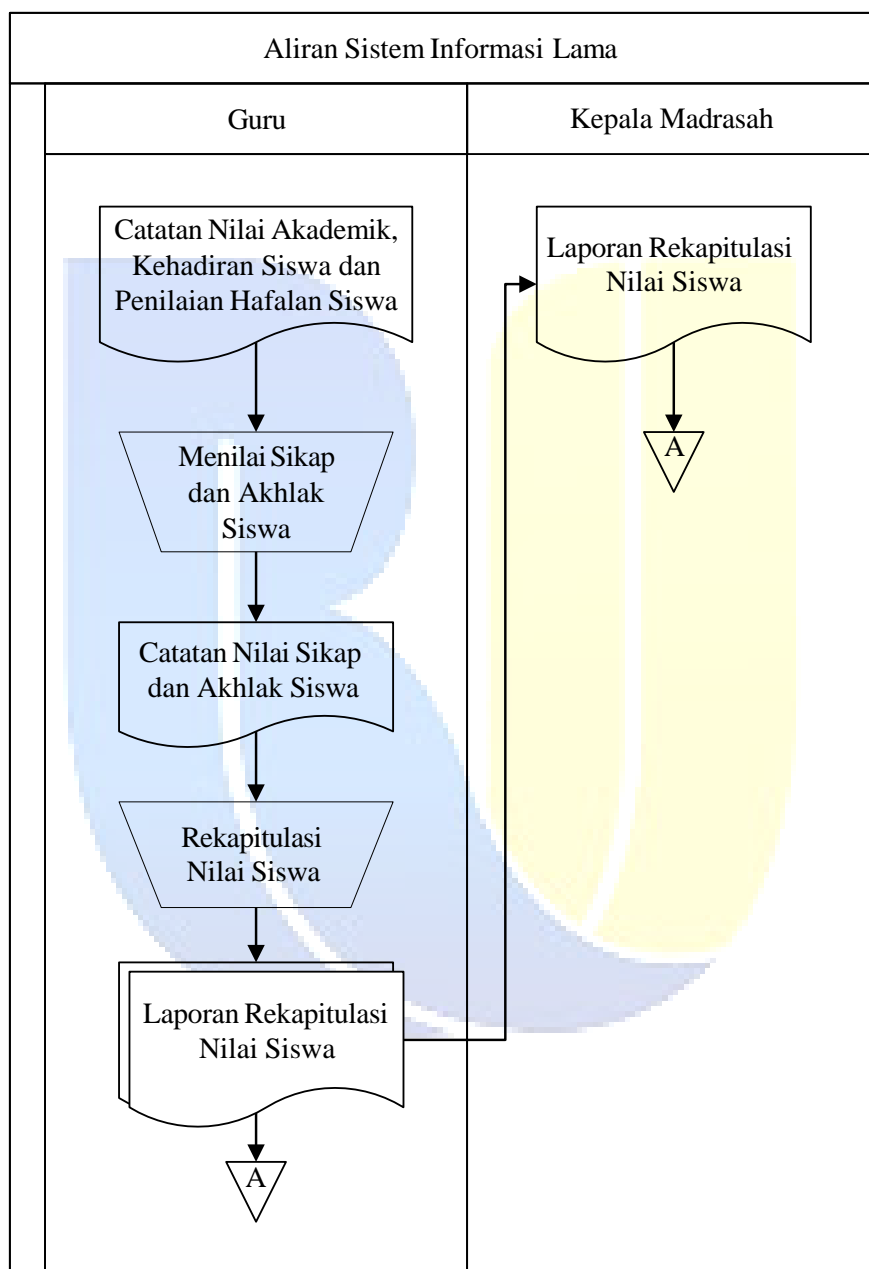 Aliran Sistem Informasi Lama
Guru
Kepala Madrasah
Catatan Nilai Akademik,
Kehadiran Siswa dan
Penilaian Hafalan Siswa
Menilai Sikap
dan Akhlak
Siswa
Catatan Nilai Sikap
dan Akhlak Siswa
Rekapitulasi
Nilai Siswa
Laporan Rekapitulasi
Nilai Siswa
A
Laporan Rekapitulasi
Nilai Siswa
A